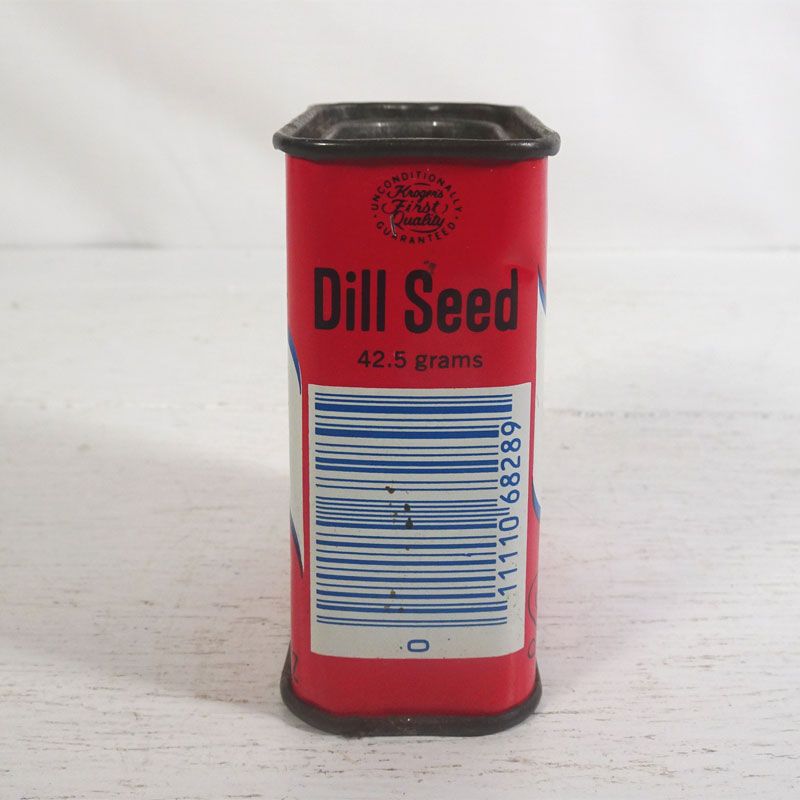 UNCONDITIONALLY
Kroger's
First
Quality
GUARANTEED
Dill Seed
42.5 grams
0 11110 68289